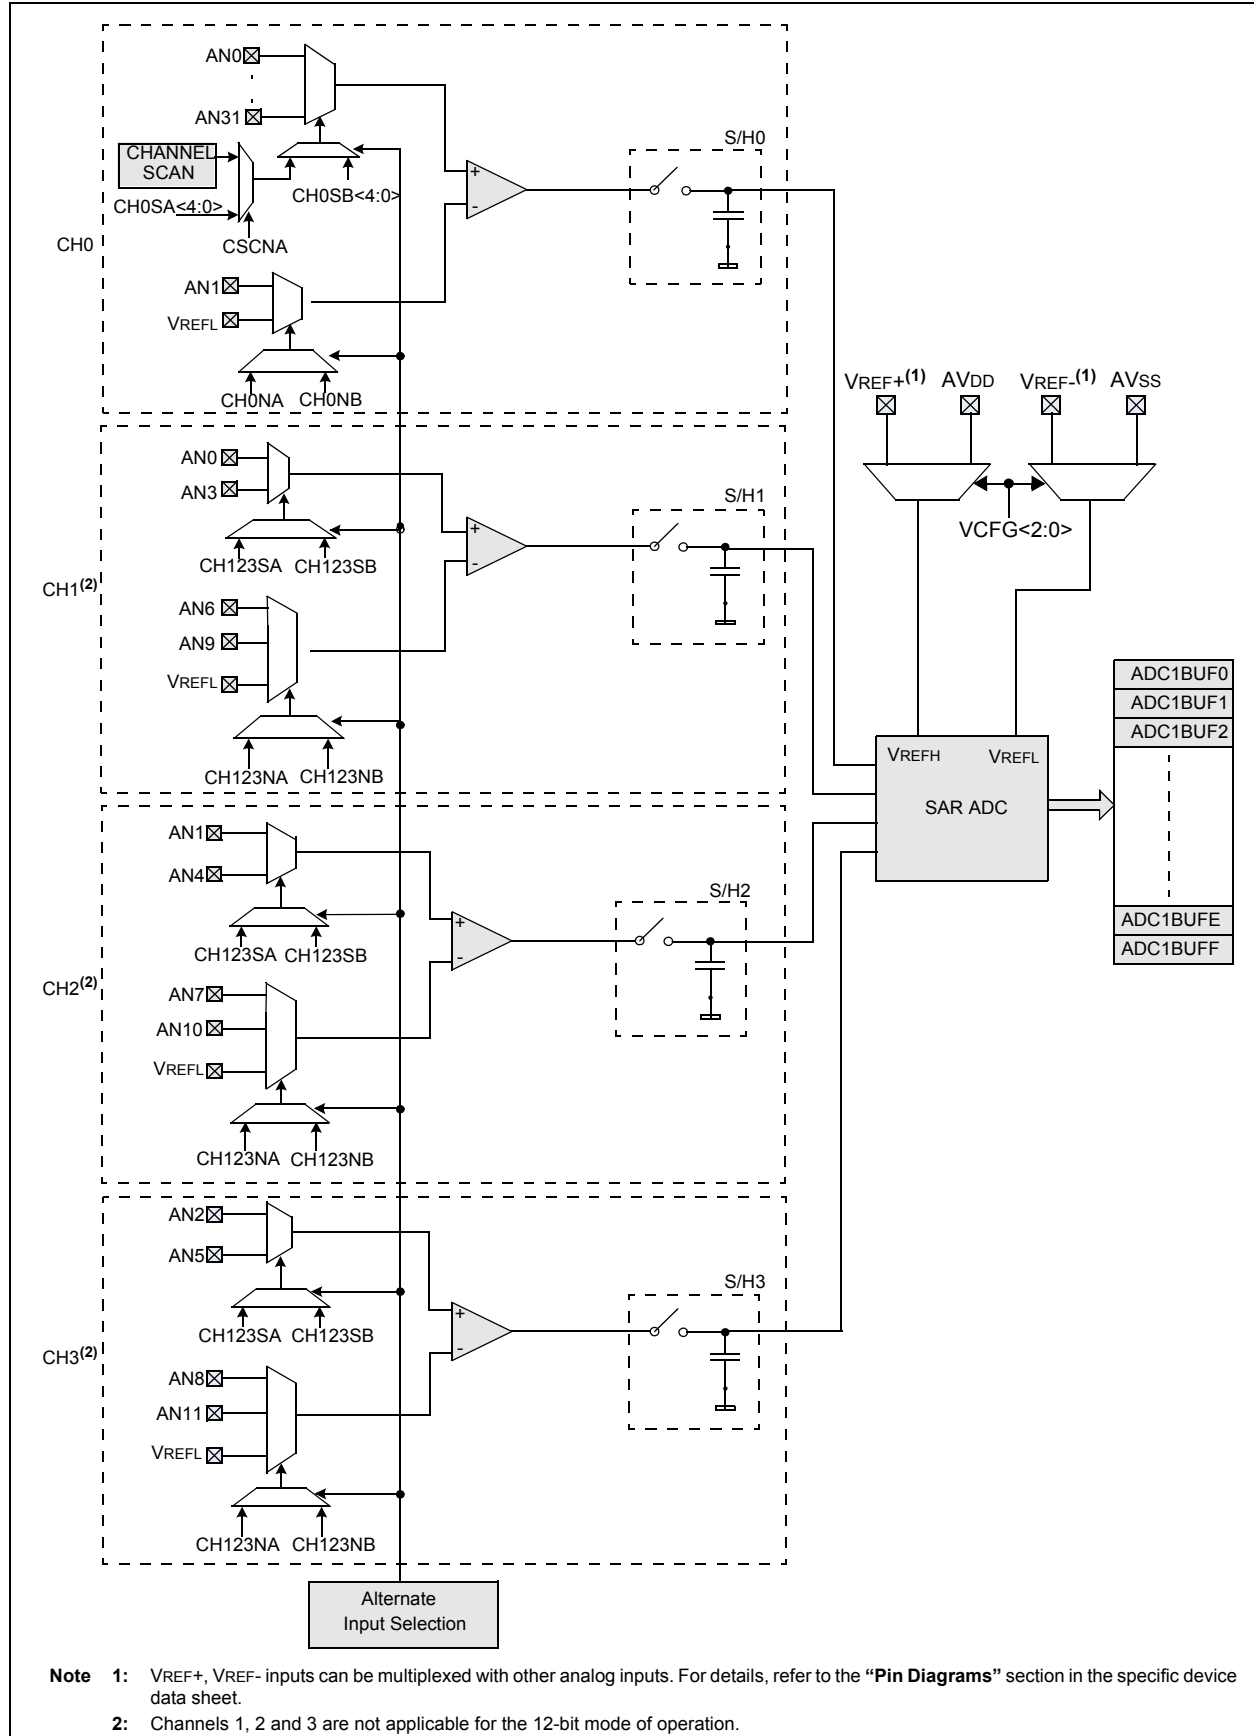 AN0
AN31
CHANNEL
SCAN
CH0SA<4:0>
CH0SB<4:0>
CSCNA
CH0
AN1
VREFL
CH0NA
CH0NB
S/H0
+
-
AN0
AN3
CH123SA
CH123SB
CH1(2)
AN6
AN9
VREFL
CH123NA
CH123NB
S/H1
+
-
AN1
AN4
CH123SA
CH123SB
CH2(2)
AN7
AN10
VREFL
CH123NA
CH123NB
S/H2
+
-
AN2
AN5
CH123SA
CH123SB
CH3(2)
AN8
AN11
VREFL
CH123NA
CH123NB
S/H3
+
-
Alternate
Input Selection
VREF+(1)
AVDD
VREF-(1)
AVSS
VCFG<2:0>
VREFH
VREFL
SAR ADC
ADC1BUF0
ADC1BUF1
ADC1BUF2
ADC1BUFE
ADC1BUFF
Note 1: VREF+, VREF- inputs can be multiplexed with other analog inputs. For details, refer to the “Pin Diagrams” section in the specific device
data sheet.
2: Channels 1, 2 and 3 are not applicable for the 12-bit mode of operation.